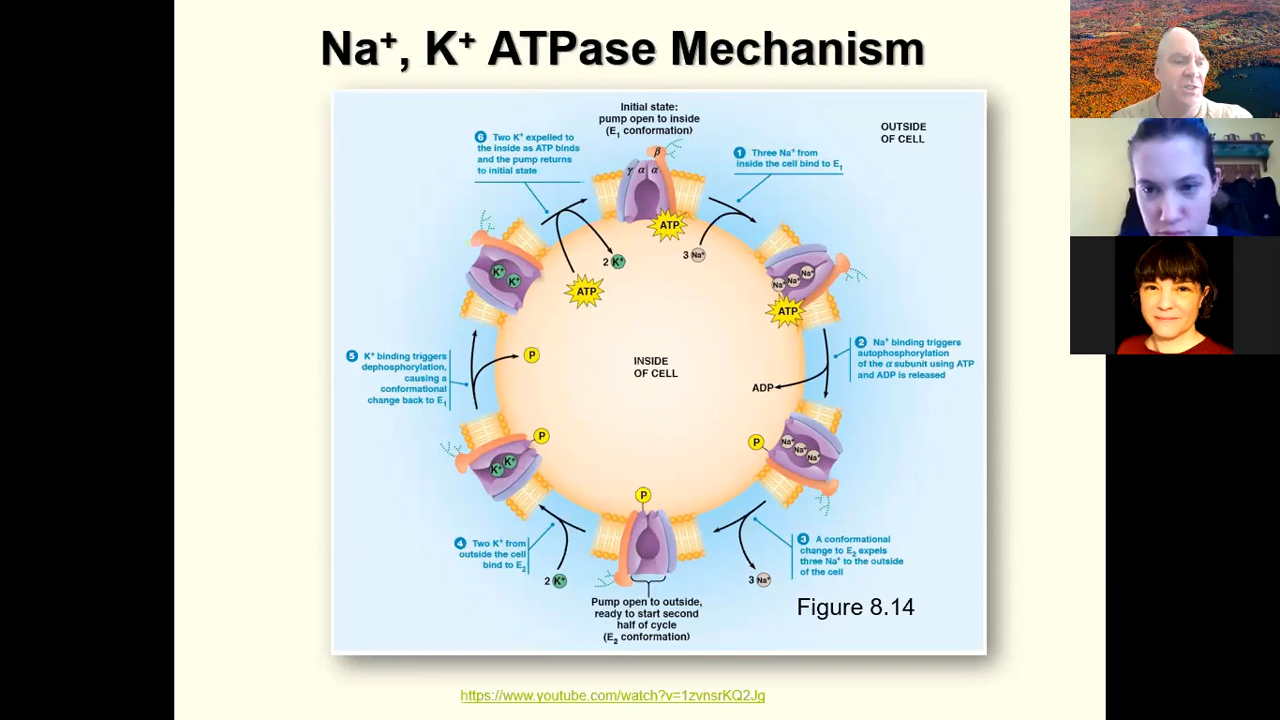 Na⁺, K⁺ ATPase Mechanism
Initial state:
pump open to inside
(E₁ conformation)
OUTSIDE
OF CELL
β
γ α α
ATP
1 Three Na⁺ from
inside the cell bind to E₁
3 Na⁺
Na⁺ Na⁺ Na⁺
ATP
2 Na⁺ binding triggers
autophosphorylation
of the α subunit using ATP
and ADP is released
ADP
P
Na⁺ Na⁺ Na⁺
3 A conformational
change to E₂ expels
three Na⁺ to the outside
of the cell
3 Na⁺
P
Pump open to outside,
ready to start second
half of cycle
(E₂ conformation)
4 Two K⁺ from
outside the cell
bind to E₂
2 K⁺
P
K⁺ K⁺
5 K⁺ binding triggers
dephosphorylation,
causing a
conformational
change back to E₁
P
K⁺ K⁺
6 Two K⁺ expelled to
the inside as ATP binds
and the pump returns
to initial state
2 K⁺
ATP
INSIDE
OF CELL
Figure 8.14
https://www.youtube.com/watch?v=1zvnsrKQ2Jg